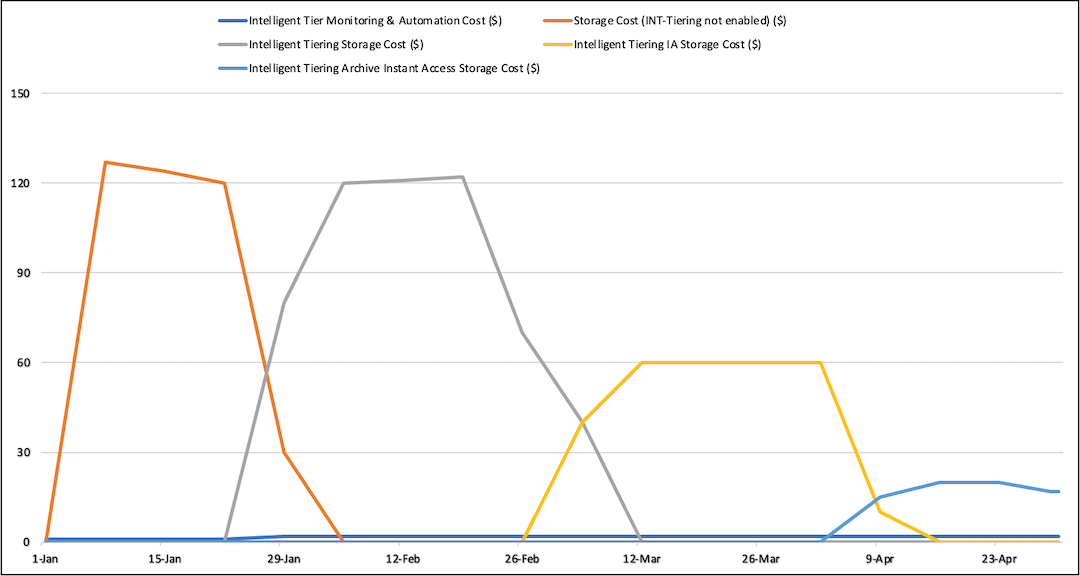 Intelligent Tier Monitoring & Automation Cost ($) Storage Cost (INT-Tiering not enabled) ($)
Intelligent Tiering Storage Cost ($) Intelligent Tiering IA Storage Cost ($)
Intelligent Tiering Archive Instant Access Storage Cost ($)
150
120
90
60
30
0
1-Jan 15-Jan 29-Jan 12-Feb 26-Feb 12-Mar 26-Mar 9-Apr 23-Apr